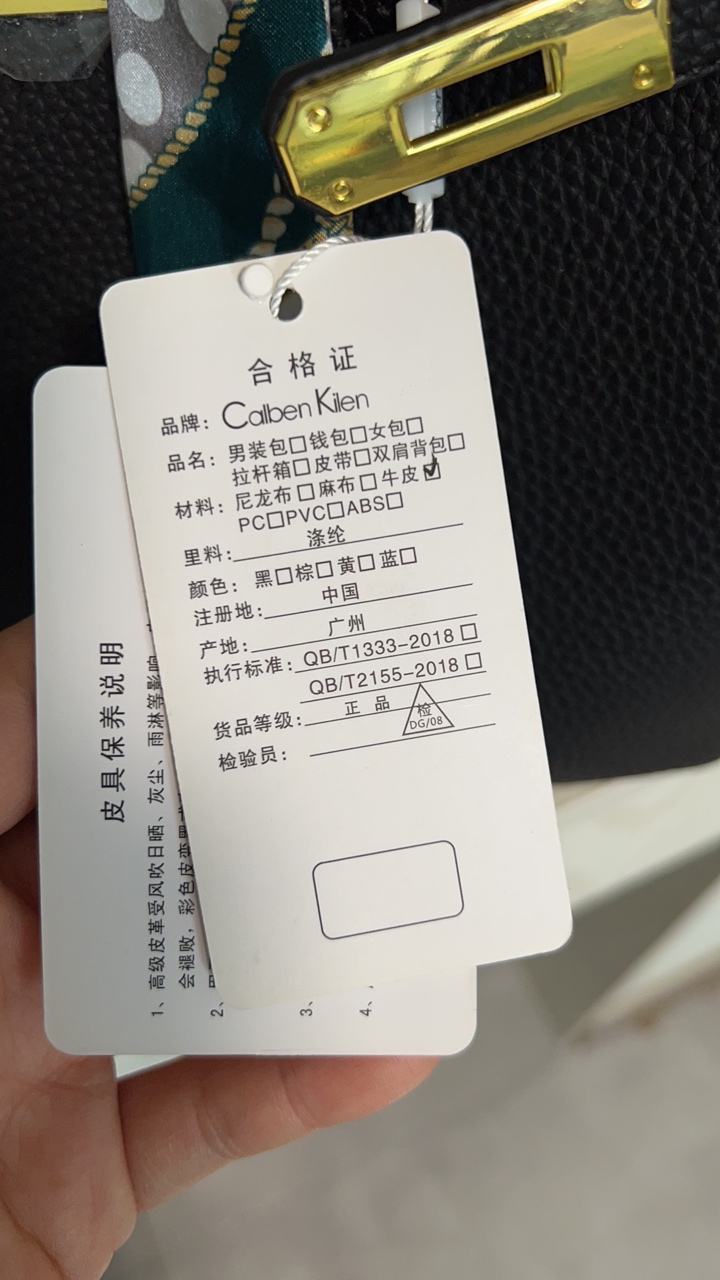 合格证
品牌: Calben Kilen
品名: 男装包□钱包□女包□
拉杆箱□皮带□双肩背包□
材料: 尼龙布□麻布□牛皮☑
PC□PVC□ABS□
里料: 涤纶
颜色: 黑□棕□黄□蓝□
注册地: 中国
产地: 广州
执行标准: QB/T1333-2018□
QB/T2155-2018□
货品等级: 正品
检
DG/08
检验员:
皮具保养说明
1、高级皮革受风吹日晒、灰尘、雨淋等影响
会褪败，彩色皮变
2、
3、
4、